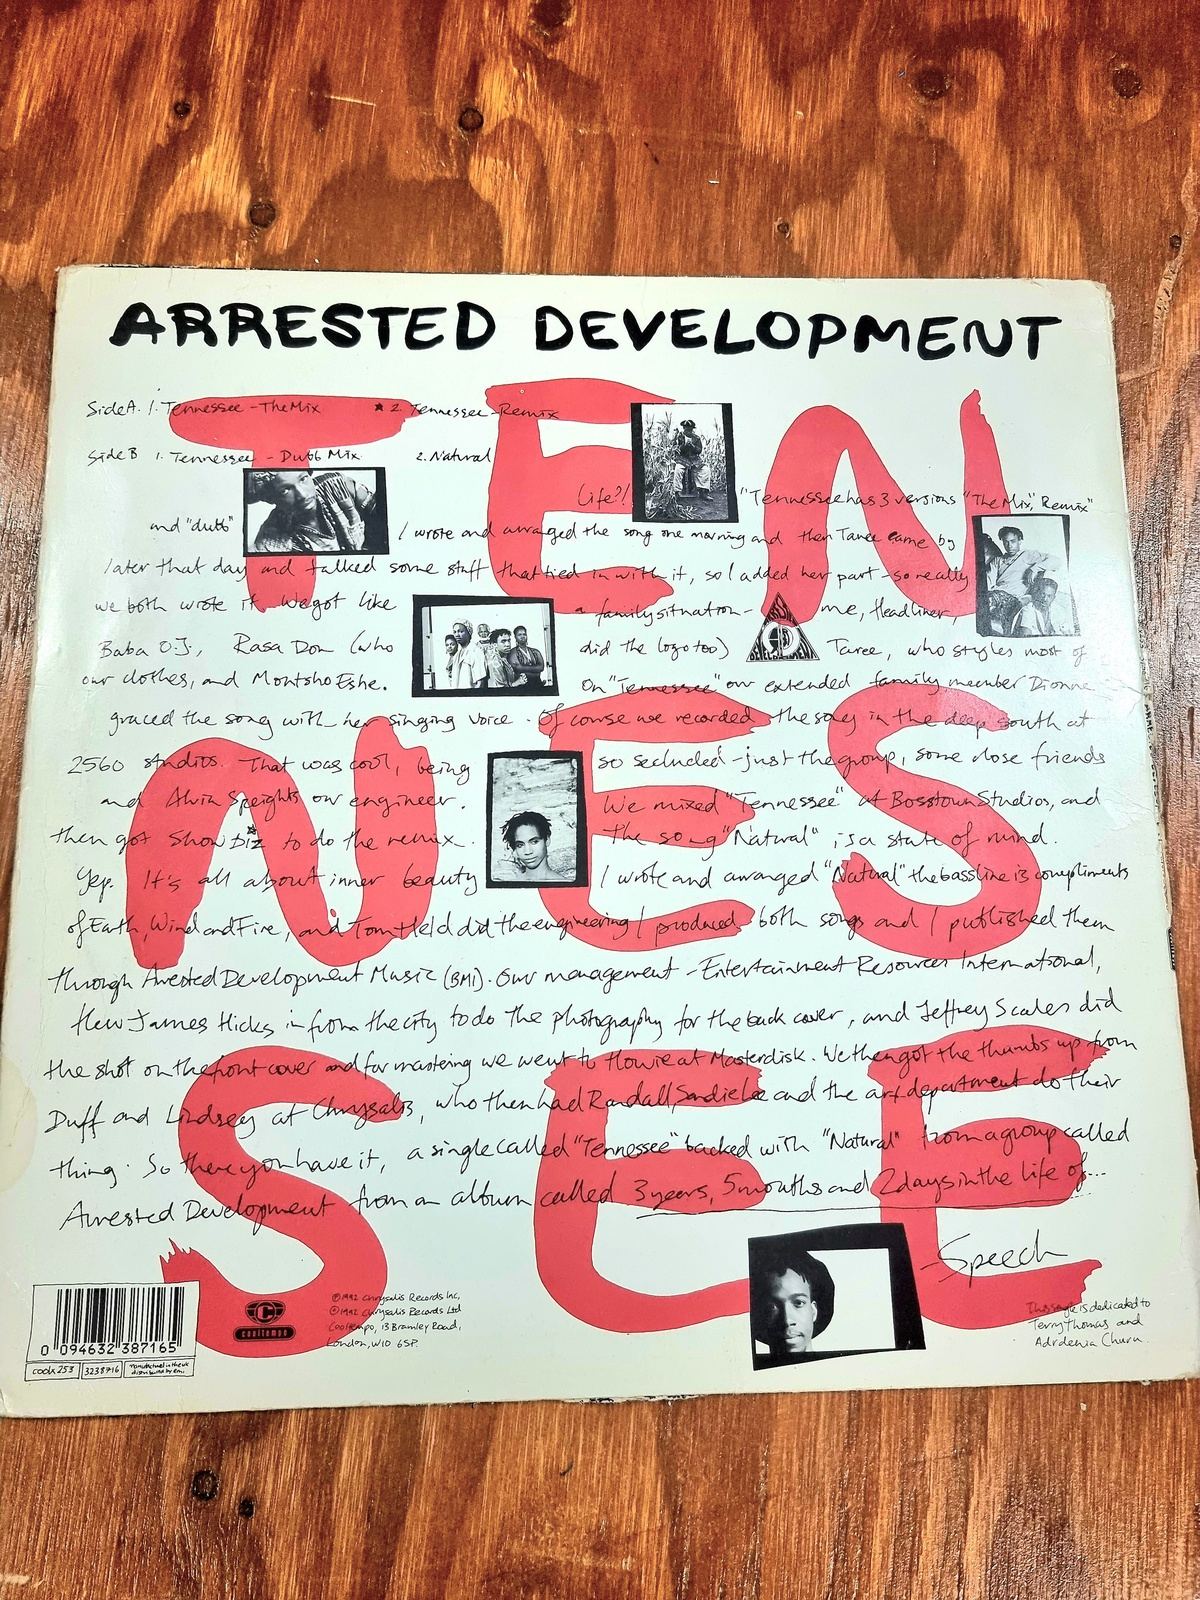 ARRESTED DEVELOPMENT
TEN
NES
SEE
Side A. 1. Tennessee - The Mix ★ 2. Tennessee - Remix
Side B 1. Tennessee - Dubb Mix 2. Natural
Life?! "Tennessee has 3 versions "The Mix", Remix"
and "dubb" I wrote and arranged the song one morning and then Taree came by
later that day and talked some stuff that tied in with it, so I added her part - so really
we both wrote it. We got like a family situation - me, Headliner,
Baba O.J., Rasa Don (who did the logo too) Taree, who styles most of
our clothes, and Montsho Eshe. On "Tennessee" our extended family member Dionne
graced the song with her singing voice. Of course we recorded the song in the deep south at
2560 studios. That was cool, being so secluded - just the group, some close friends
and Alvin Speights our engineer. We mixed "Tennessee" at Bosstown Studios, and
then got Showbiz to do the remix. The song "Natural" is a state of mind.
Yep. It's all about inner beauty I wrote and arranged "Natural" the bassline is compliments
of Earth, Wind and Fire, and Tom Held did the engineering I produced both songs and I published them
through Arrested Development Music (BMI). Our management - Entertainment Resources International,
flew James Hicks in from the city to do the photography for the back cover, and Jeffrey Scales did
the shot on the front cover and for mastering we went to Howie at Masterdisk. We then got the thumbs up from
Duff and Lindsey at Chrysalis, who then had Randall, Sandie Lee and the art department do their
thing. So there you have it, a single called "Tennessee" backed with "Natural" from a group called
Arrested Development from an album called 3 years, 5 months and 2 days in the life of...
Speech
DEVELOPMENT
0 094632 387165
coolx 253 3238716 manufactured in the uk
distributed by emi
C
cooltempo
℗1992 Chrysalis Records Inc,
©1992 Chrysalis Records Ltd
Cooltempo, 13 Bramley Road,
London, W10 6SP.
This single is dedicated to
Terry Thomas and
Ardrdenia Churn.